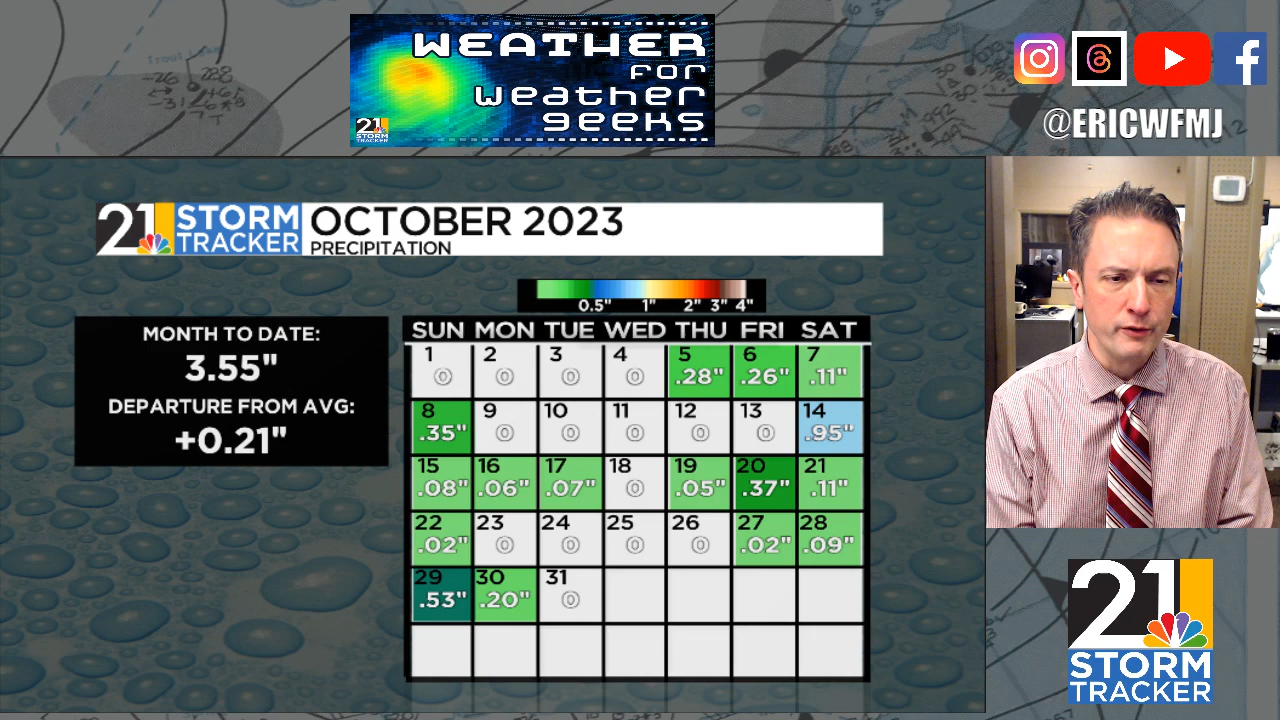 WEATHER
FOR
Weather
geeks
21
STORM
TRACKER
@ERICWFMJ
21
STORM
TRACKER
OCTOBER 2023
PRECIPITATION
0.5" 1" 2" 3" 4"
MONTH TO DATE:
3.55"
DEPARTURE FROM AVG:
+0.21"
SUN MON TUE WED THU FRI SAT
1 2 3 4 5 6 7
0 0 0 0 .28" .26" .11"
8 9 10 11 12 13 14
.35" 0 0 0 0 0 .95"
15 16 17 18 19 20 21
.08" .06" .07" 0 .05" .37" .11"
22 23 24 25 26 27 28
.02" 0 0 0 0 .02" .09"
29 30 31
.53" .20" 0
21
STORM
TRACKER